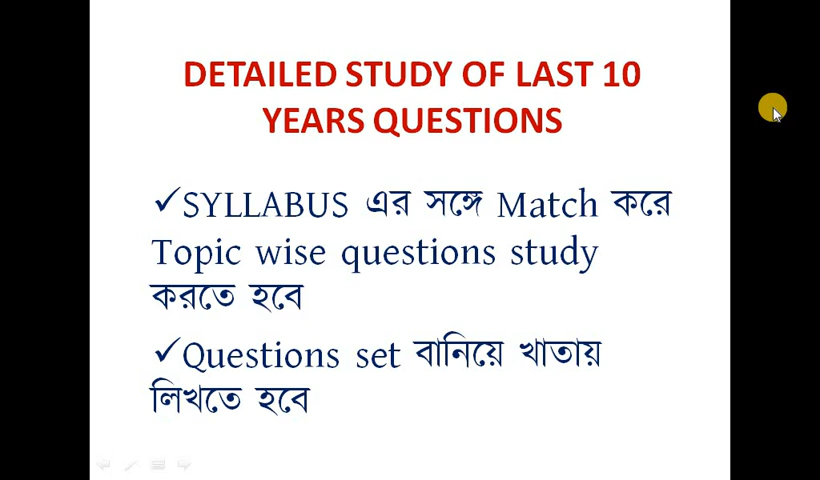 DETAILED STUDY OF LAST 10
YEARS QUESTIONS
✓SYLLABUS এর সঙ্গে Match করে
Topic wise questions study
করতে হবে
✓Questions set বানিয়ে খাতায়
লিখতে হবে